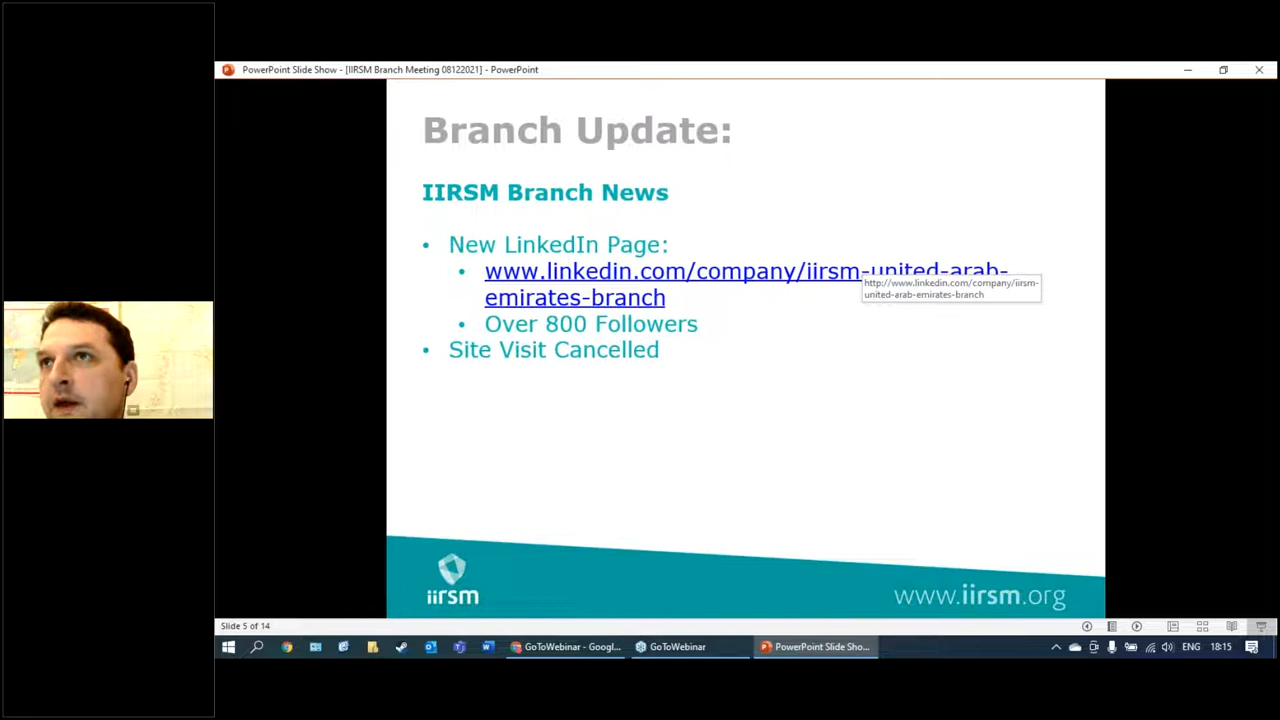 PowerPoint Slide Show - [IIRSM Branch Meeting 08122021] - PowerPoint
Branch Update:
IIRSM Branch News
• New LinkedIn Page:
• www.linkedin.com/company/iirsm-united-arab-
emirates-branch
http://www.linkedin.com/company/iirsm-
united-arab-emirates-branch
• Over 800 Followers
• Site Visit Cancelled
iirsm
www.iirsm.org
Slide 5 of 14
GoToWebinar - Googl...
GoToWebinar
PowerPoint Slide Sho...
ENG
18:15